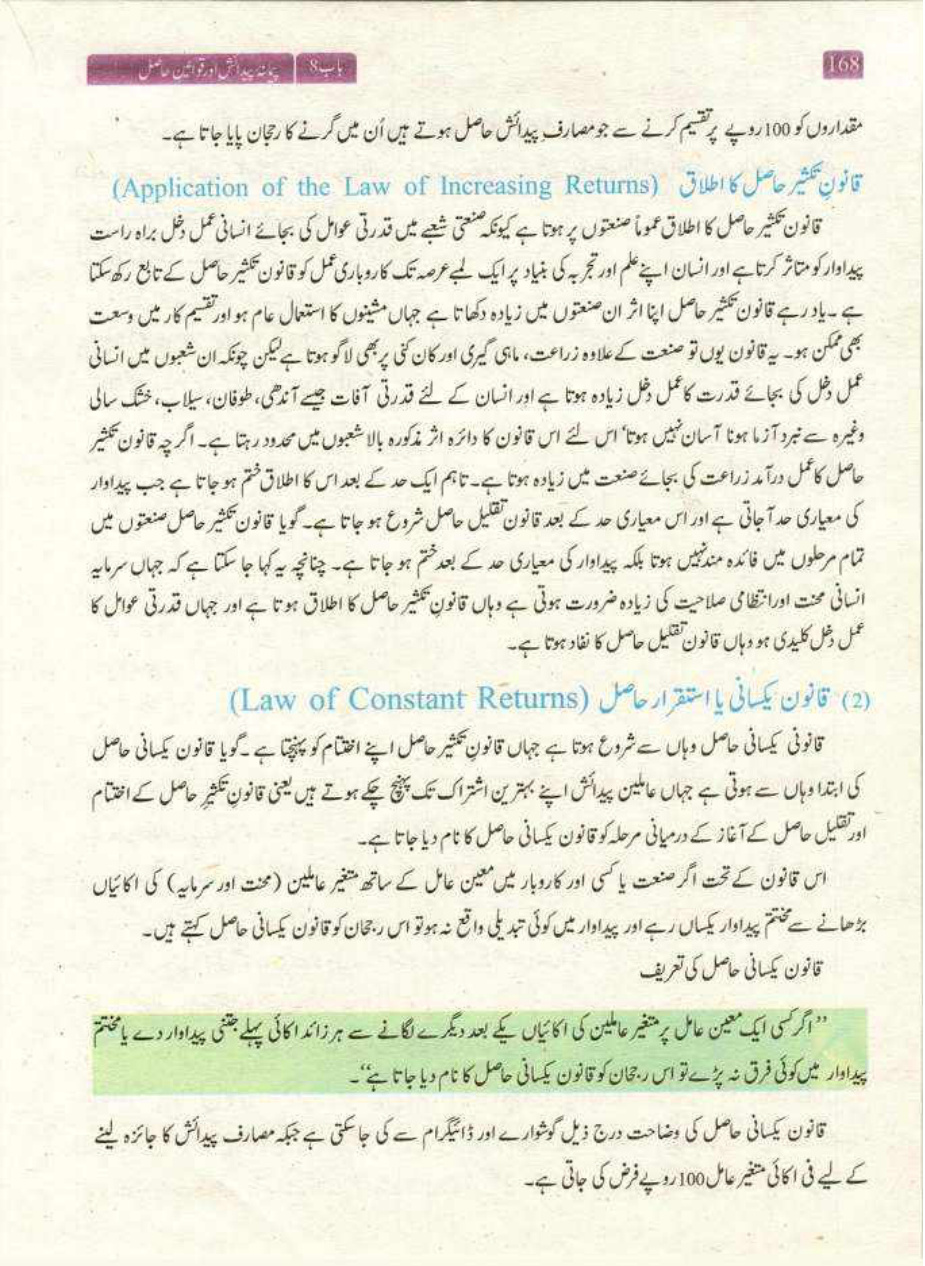 168
باب 8 پیمانۂ پیدائش اور قوانین حاصل
مقداروں کو 100 روپے پر تقسیم کرنے سے جو مصارف پیدائش حاصل ہوتے ہیں اُن میں گرنے کا رجحان پایا جاتا ہے۔
قانونِ تکثیر حاصل کا اطلاق (Application of the Law of Increasing Returns)
قانون تکثیر حاصل کا اطلاق عموماً صنعتوں پر ہوتا ہے کیونکہ صنعتی شعبے میں قدرتی عوامل کی بجائے انسانی عمل دخل براہ راست
پیداوار کو متاثر کرتا ہے اور انسان اپنے علم اور تجربہ کی بنیاد پر ایک لمبے عرصہ تک کاروباری عمل کو قانون تکثیر حاصل کے تابع رکھ سکتا
ہے ۔ یاد رہے قانون تکثیر حاصل اپنا اثر ان صنعتوں میں زیادہ دکھاتا ہے جہاں مشینوں کا استعمال عام ہو اور تقسیم کار میں وسعت
بھی ممکن ہو۔ یہ قانون یوں تو صنعت کے علاوہ زراعت، ماہی گیری اور کان کنی پر بھی لاگو ہوتا ہے لیکن چونکہ ان شعبوں میں انسانی
عمل دخل کی بجائے قدرت کا عمل دخل زیادہ ہوتا ہے اور انسان کے لئے قدرتی آفات جیسے آندھی، طوفان، سیلاب، خشک سالی
وغیرہ سے نبرد آزما ہونا آسان نہیں ہوتا' اس لئے اس قانون کا دائرہ اثر مذکورہ بالا شعبوں میں محدود رہتا ہے۔ اگرچہ قانون تکثیر
حاصل کا عمل درآمد زراعت کی بجائے صنعت میں زیادہ ہوتا ہے۔ تاہم ایک حد کے بعد اس کا اطلاق ختم ہو جاتا ہے جب پیداوار
کی معیاری حد آ جاتی ہے اور اس معیاری حد کے بعد قانون تقلیل حاصل شروع ہو جاتا ہے۔ گویا قانون تکثیر حاصل صنعتوں میں
تمام مرحلوں میں فائدہ مند نہیں ہوتا بلکہ پیداوار کی معیاری حد کے بعد ختم ہو جاتا ہے۔ چنانچہ یہ کہا جا سکتا ہے کہ جہاں سرمایہ
انسانی محنت اور انتظامی صلاحیت کی زیادہ ضرورت ہوتی ہے وہاں قانونِ تکثیر حاصل کا اطلاق ہوتا ہے اور جہاں قدرتی عوامل کا
عمل دخل کلیدی ہو وہاں قانون تقلیل حاصل کا نفاذ ہوتا ہے۔
(2) قانون یکسانی یا استقرار حاصل (Law of Constant Returns)
قانونی یکسانی حاصل وہاں سے شروع ہوتا ہے جہاں قانونِ تکثیر حاصل اپنے اختتام کو پہنچتا ہے ۔ گویا قانون یکسانی حاصل
کی ابتدا وہاں سے ہوتی ہے جہاں عاملین پیدائش اپنے بہترین اشتراک تک پہنچ چکے ہوتے ہیں یعنی قانونِ تکثیرِ حاصل کے اختتام
اور تقلیل حاصل کے آغاز کے درمیانی مرحلہ کو قانون یکسانی حاصل کا نام دیا جاتا ہے۔
اس قانون کے تحت اگر صنعت یا کسی اور کاروبار میں معین عامل کے ساتھ متغیر عاملین (محنت اور سرمایہ) کی اکائیاں
بڑھانے سے مختتم پیداوار یکساں رہے اور پیداوار میں کوئی تبدیلی واقع نہ ہو تو اس رجحان کو قانون یکسانی حاصل کہتے ہیں۔
قانون یکسانی حاصل کی تعریف
"اگر کسی ایک معین عامل پر متغیر عاملین کی اکائیاں یکے بعد دیگرے لگانے سے ہر زائد اکائی پہلے جتنی پیداوار دے یا مختتم
پیداوار میں کوئی فرق نہ پڑے تو اس رجحان کو قانون یکسانی حاصل کا نام دیا جاتا ہے"۔
قانون یکسانی حاصل کی وضاحت درج ذیل گوشوارے اور ڈائیگرام سے کی جا سکتی ہے جبکہ مصارف پیدائش کا جائزہ لینے
کے لیے فی اکائی متغیر عامل 100 روپے فرض کی جاتی ہے۔